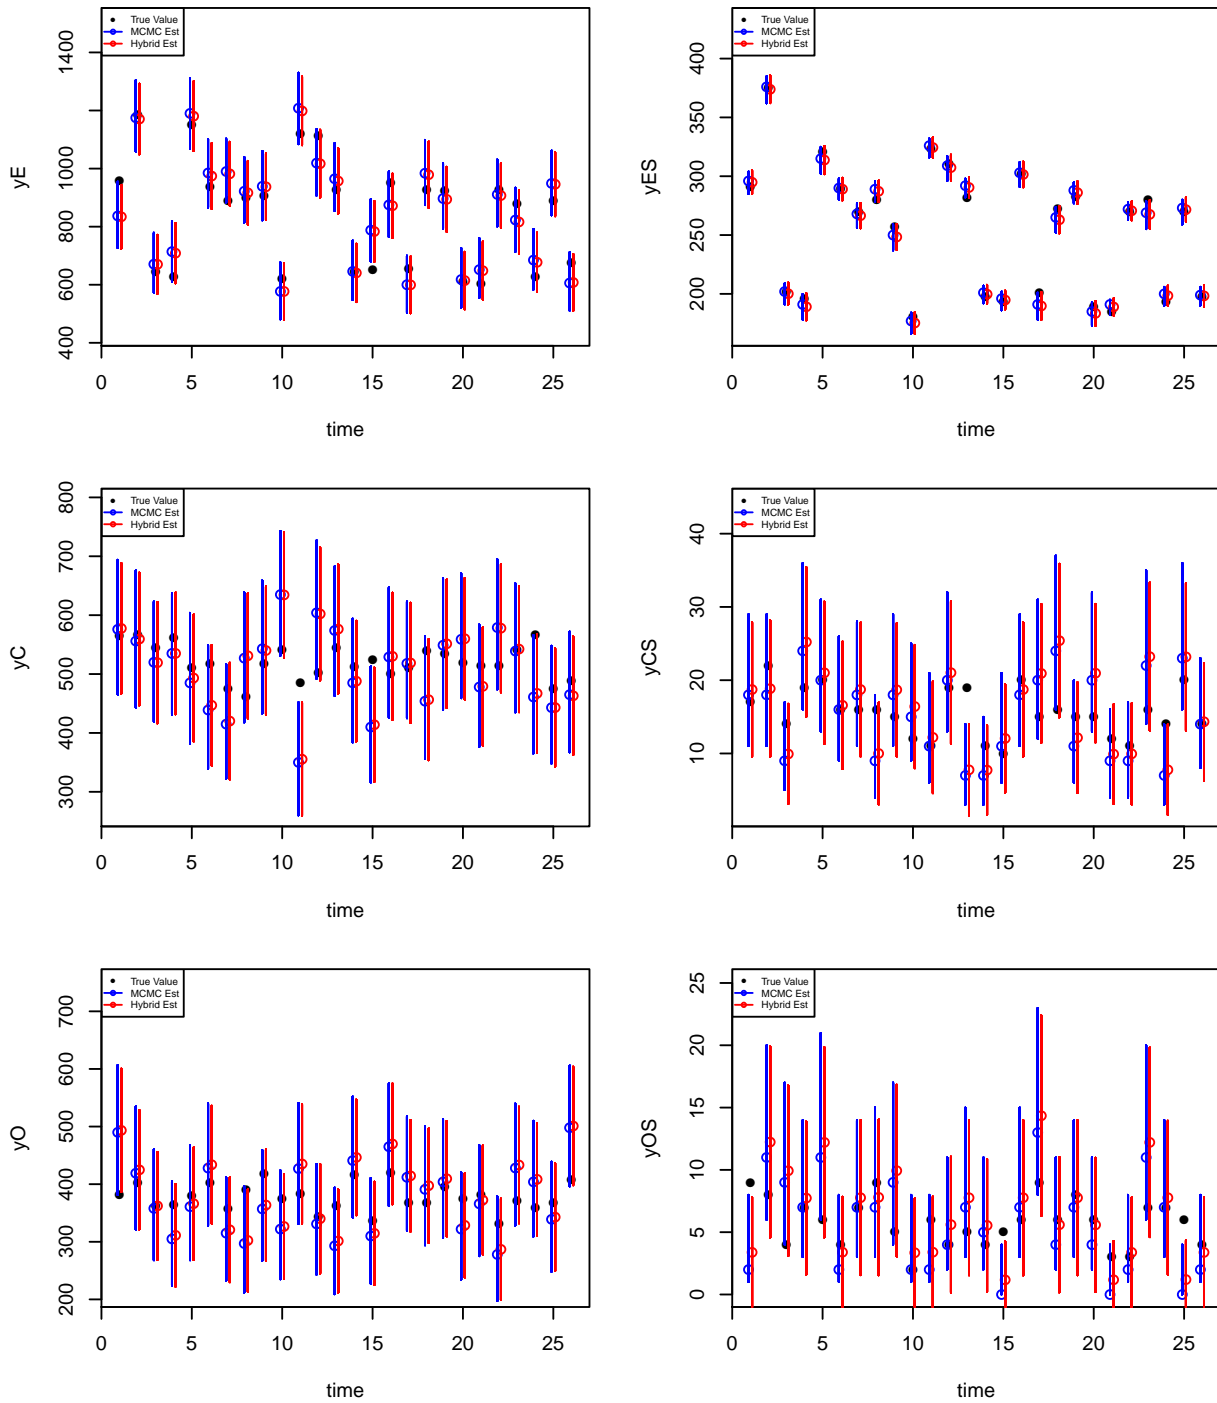 True Value
MCMC Est
Hybrid Est
yE
400 600 800 1000 1400
0 5 10 15 20 25
time
True Value
MCMC Est
Hybrid Est
yES
200 250 300 350 400
0 5 10 15 20 25
time
True Value
MCMC Est
Hybrid Est
yC
300 400 500 600 700 800
0 5 10 15 20 25
time
True Value
MCMC Est
Hybrid Est
yCS
10 20 30 40
0 5 10 15 20 25
time
True Value
MCMC Est
Hybrid Est
yO
200 300 400 500 600 700
0 5 10 15 20 25
time
True Value
MCMC Est
Hybrid Est
yOS
0 5 10 15 20 25
0 5 10 15 20 25
time